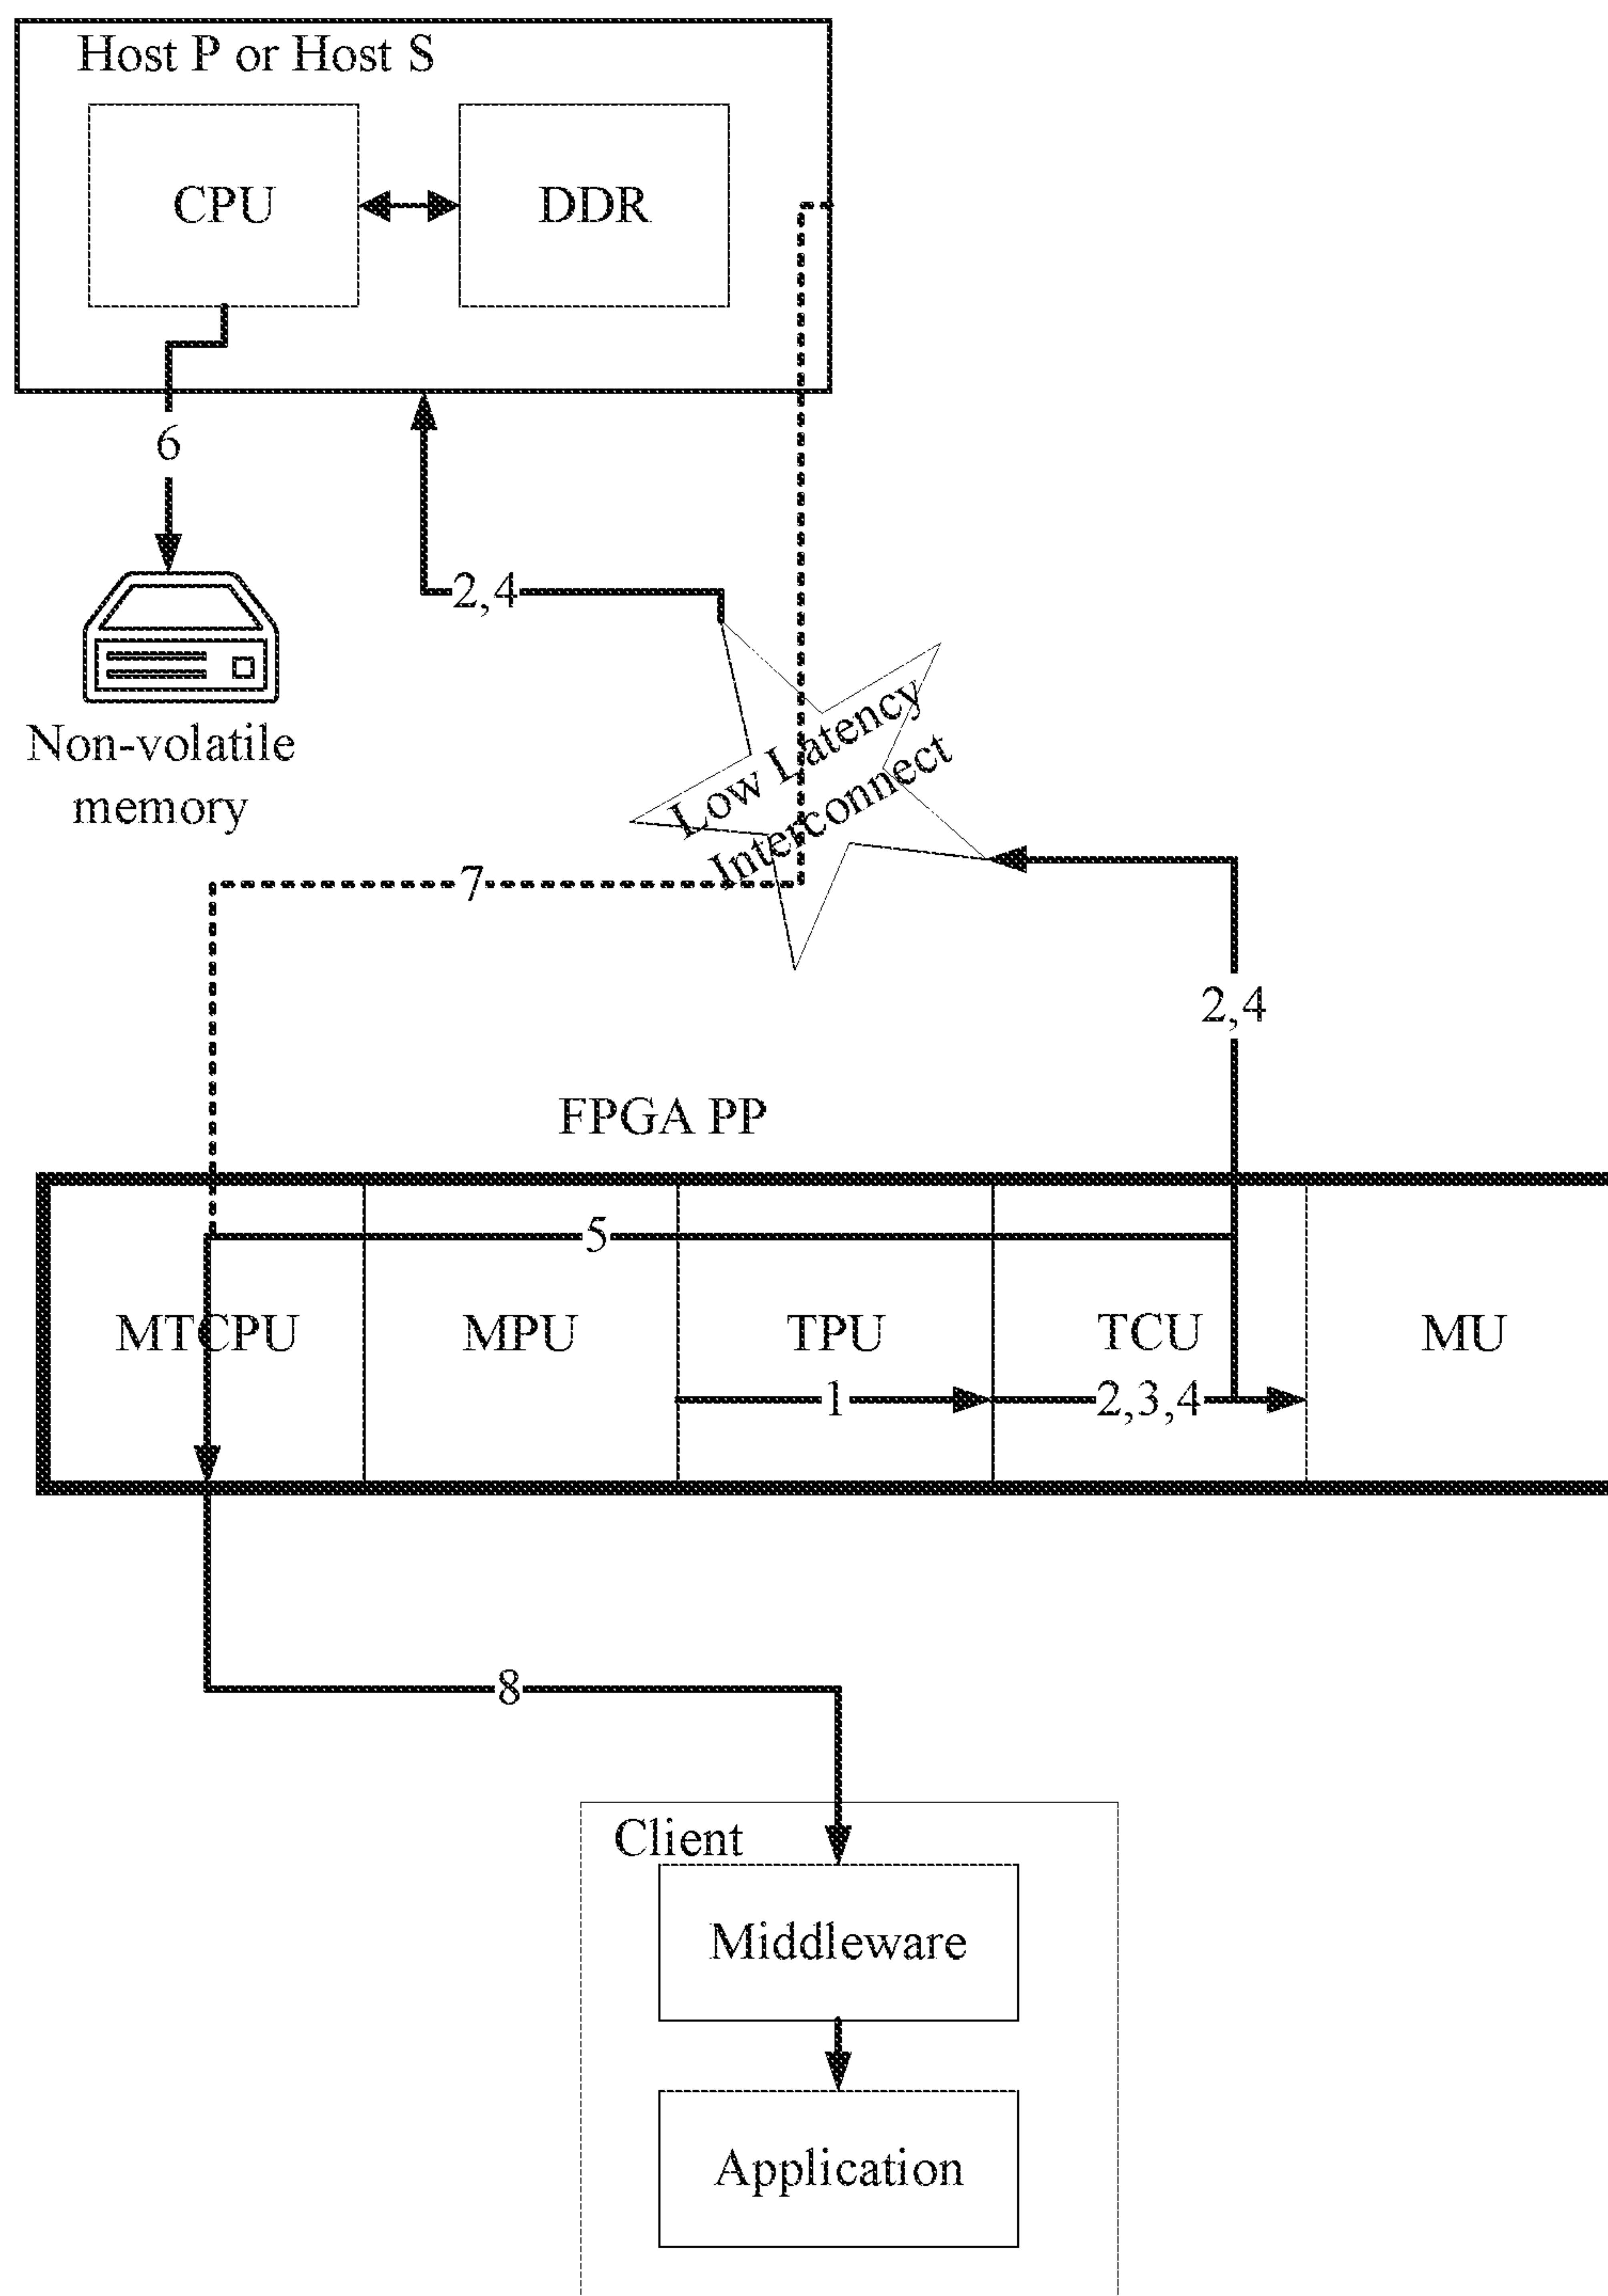 Host P or Host S
CPU
DDR
6
2,4
Non-volatile
memory
Low Latency
Interconnect
7
2,4
FPGA PP
5
MTCPU
MPU
TPU
TCU
MU
1
2,3,4
8
Client
Middleware
Application